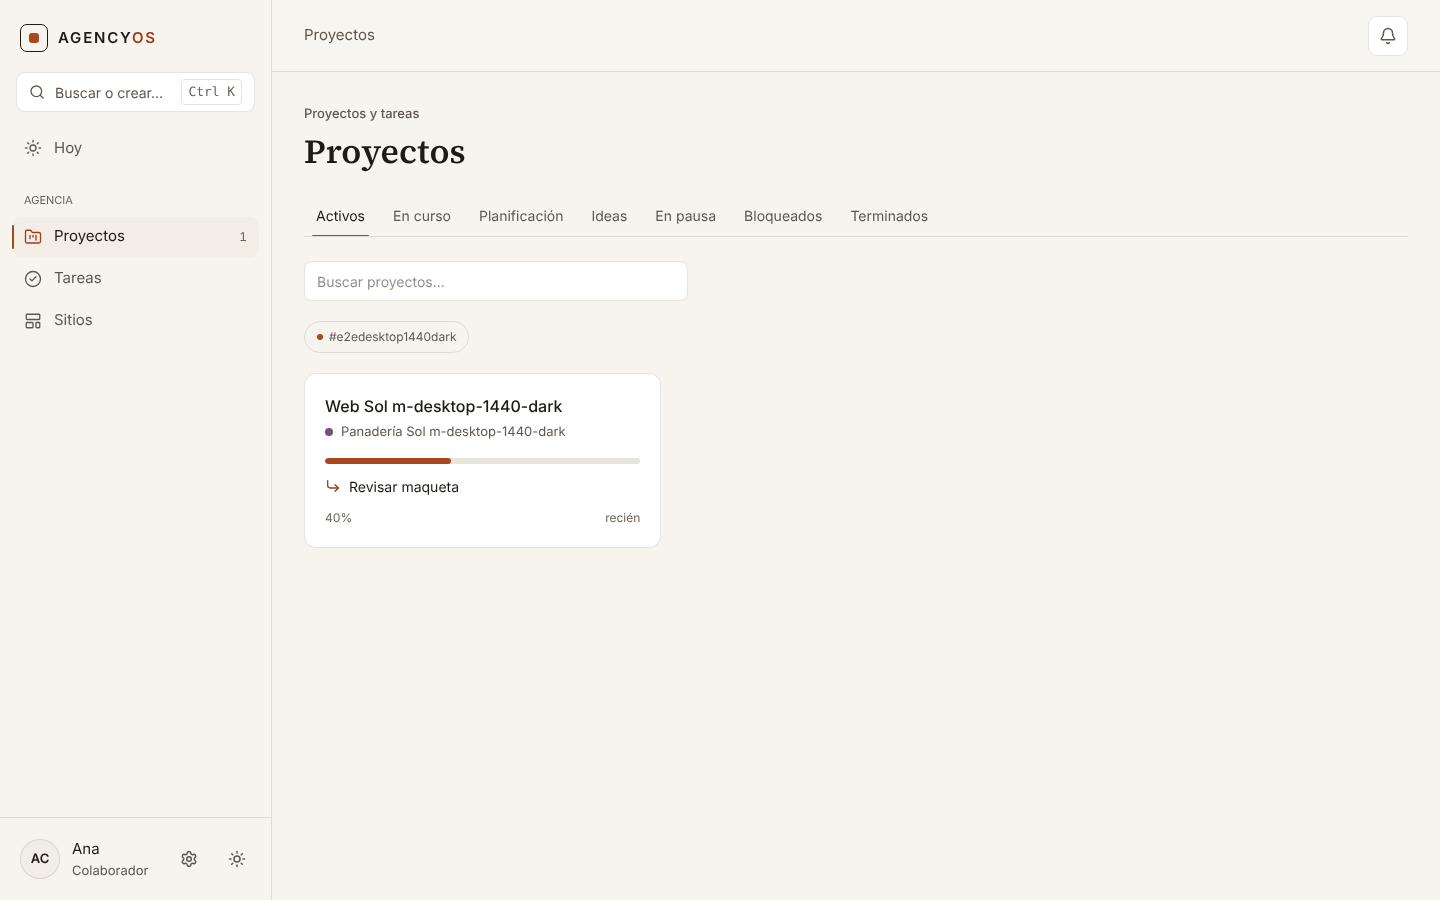 AGENCYOS
Buscar o crear... Ctrl K
Hoy
AGENCIA
Proyectos 1
Tareas
Sitios
AC
Ana
Colaborador
Proyectos
Proyectos y tareas
Proyectos
Activos En curso Planificación Ideas En pausa Bloqueados Terminados
Buscar proyectos...
#e2edesktop1440dark
Web Sol m-desktop-1440-dark
Panadería Sol m-desktop-1440-dark
Revisar maqueta
40% recién